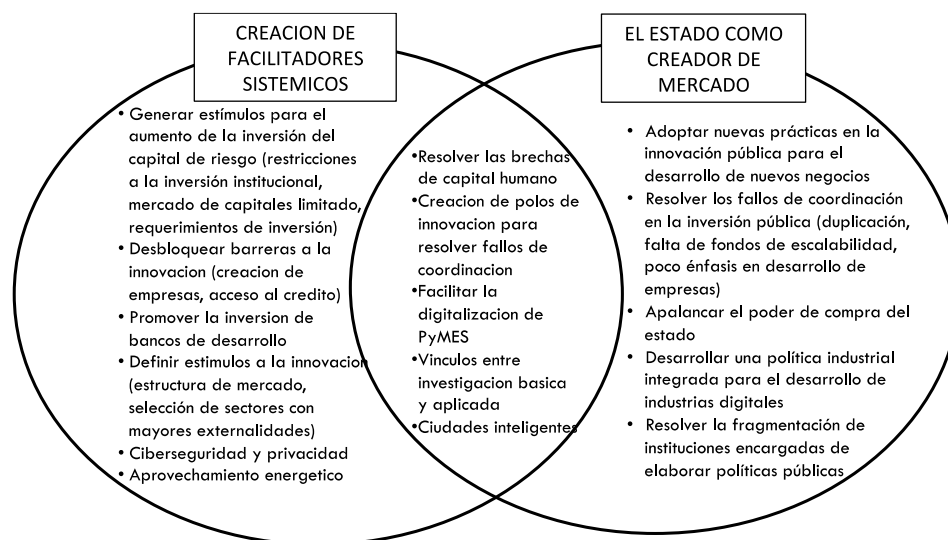 CREACION DE
FACILITADORES
SISTEMICOS
• Generar estímulos para el
aumento de la inversión del
capital de riesgo (restricciones
a la inversión institucional,
mercado de capitales limitado,
requerimientos de inversión)
• Desbloquear barreras a la
innovacion (creacion de
empresas, acceso al credito)
• Promover la inversion de
bancos de desarrollo
• Definir estimulos a la innovacion
(estructura de mercado,
selección de sectores con
mayores externalidades)
• Ciberseguridad y privacidad
• Aprovechamiento energetico
•Resolver las brechas
de capital humano
•Creacion de polos de
innovacion para
resolver fallos de
coordinacion
•Facilitar la
digitalizacion de
PyMES
•Vinculos entre
investigacion basica
y aplicada
•Ciudades inteligentes
EL ESTADO COMO
CREADOR DE
MERCADO
• Adoptar nuevas prácticas en la
innovación pública para el
desarrollo de nuevos negocios
• Resolver los fallos de coordinación
en la inversión pública (duplicación,
falta de fondos de escalabilidad,
poco énfasis en desarrollo de
empresas)
• Apalancar el poder de compra del
estado
• Desarrollar una política industrial
integrada para el desarrollo de
industrias digitales
• Resolver la fragmentación de
instituciones encargadas de
elaborar políticas públicas